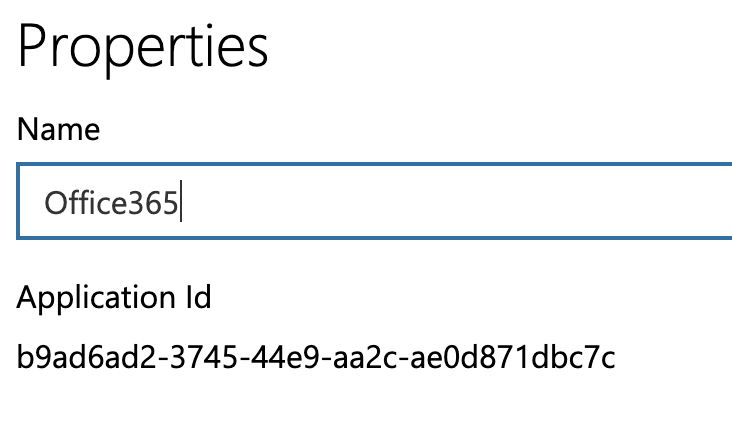 Properties
Name
Office365
Application Id
b9ad6ad2-3745-44e9-aa2c-ae0d871dbc7c